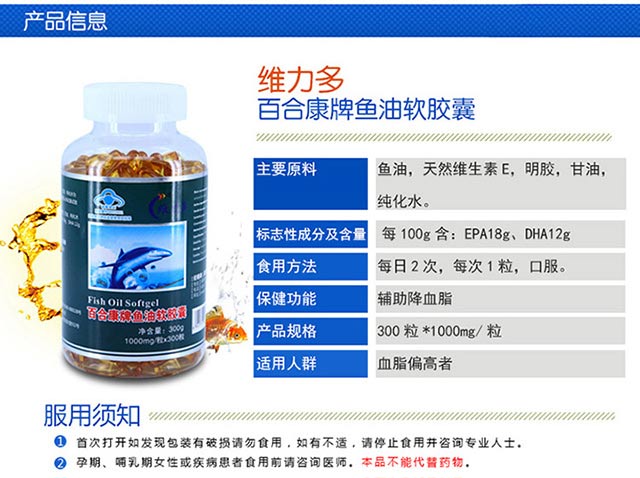 产品信息
维力多
百合康牌鱼油软胶囊
主要原料
鱼油，天然维生素E，明胶，甘油，
纯化水。
标志性成分及含量
每100g含：EPA18g、DHA12g
食用方法
每日2次，每次1粒，口服。
保健功能
辅助降血脂
产品规格
300粒*1000mg/粒
适用人群
血脂偏高者
Fish Oil Softgel
百合康牌鱼油软胶囊
净含量：300g
1000mg/粒x300粒
服用须知
1 首次打开如发现包装有破损请勿食用，如有不适，请停止食用并咨询专业人士。
2 孕期、哺乳期女性或疾病患者食用前请咨询医师。本品不能代替药物。